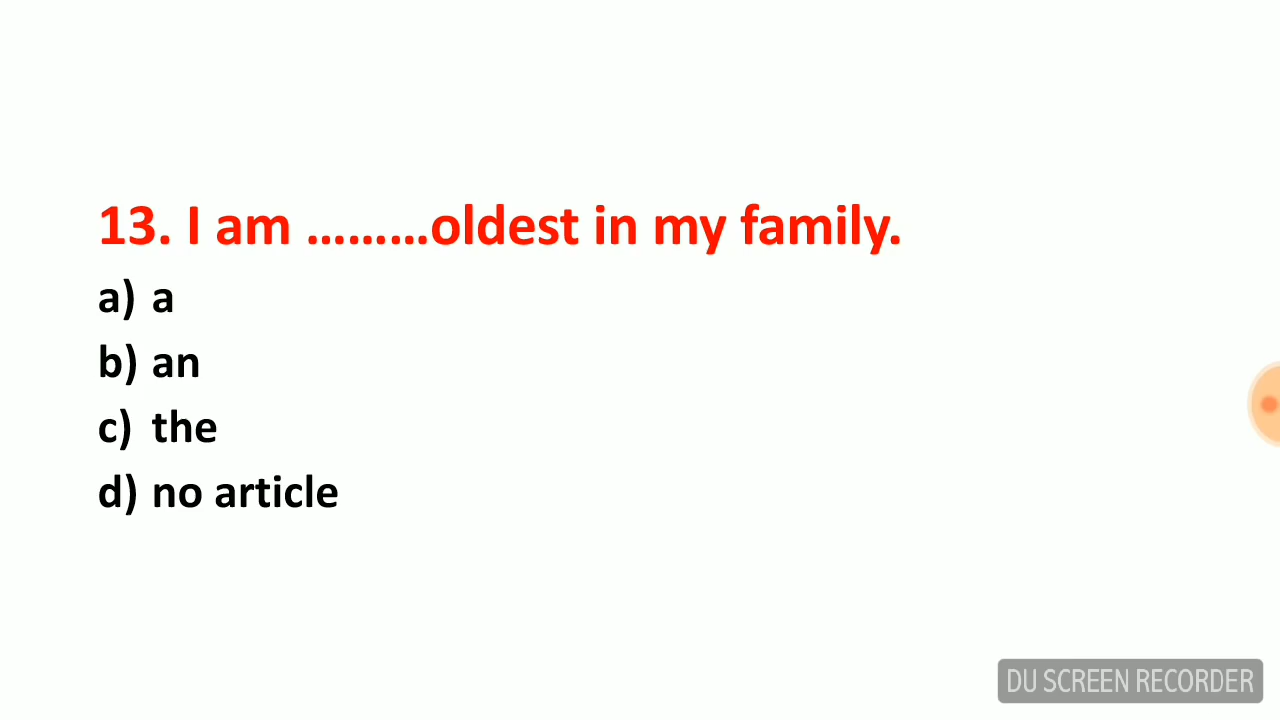 13. I am ………oldest in my family.
a) a
b) an
c) the
d) no article
DU SCREEN RECORDER